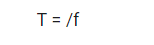 T = /f